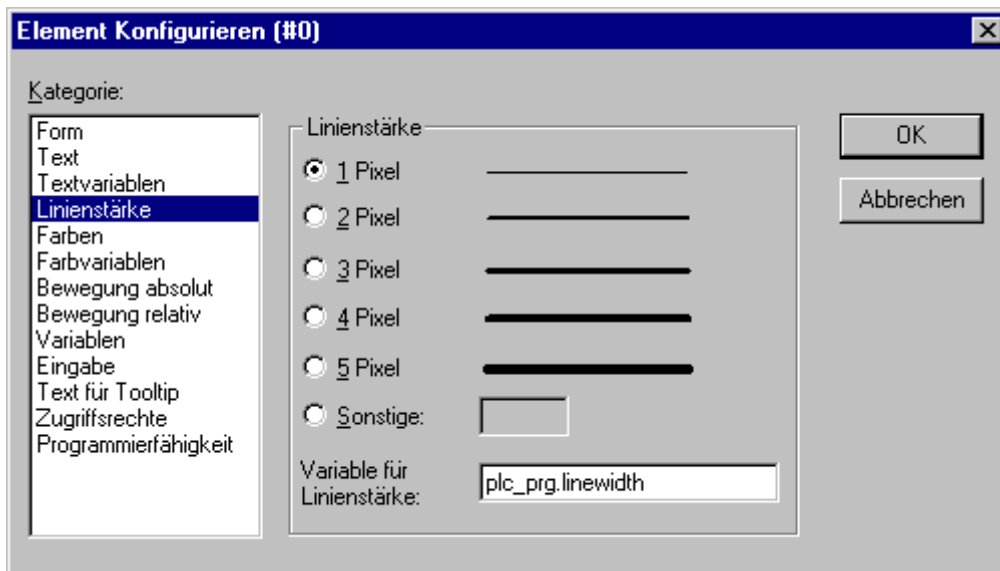 Element Konfigurieren (#0)
Kategorie:
Form
Text
Textvariablen
Linienstärke
Farben
Farbvariablen
Bewegung absolut
Bewegung relativ
Variablen
Eingabe
Text für Tooltip
Zugriffsrechte
Programmierfähigkeit
Linienstärke
1 Pixel
2 Pixel
3 Pixel
4 Pixel
5 Pixel
Sonstige:
Variable für
Linienstärke:
plc_prg.linewidth
OK
Abbrechen